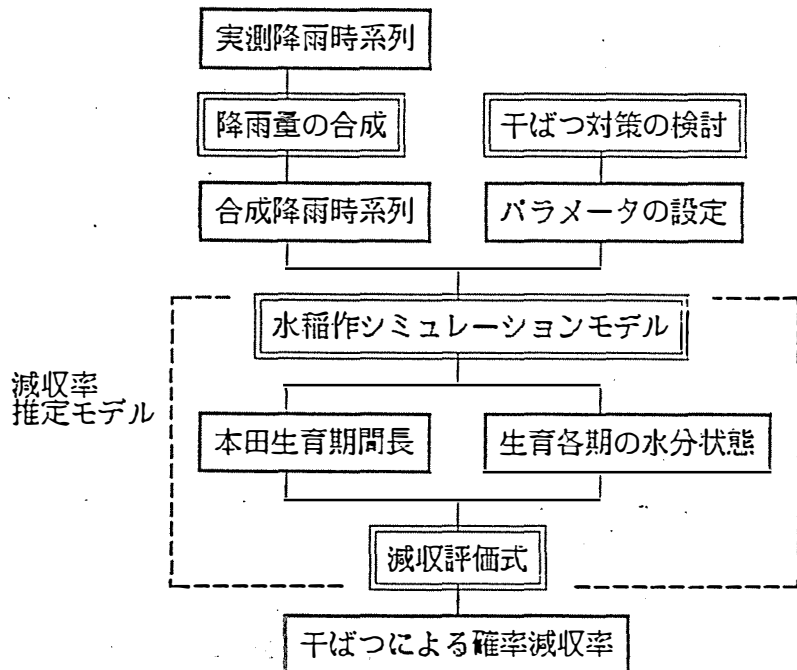 実測降雨時系列
降雨量の合成
干ばつ対策の検討
合成降雨時系列
パラメータの設定
水稲作シミュレーションモデル
減収率
推定モデル
本田生育期間長
生育各期の水分状態
減収評価式
干ばつによる確率減収率